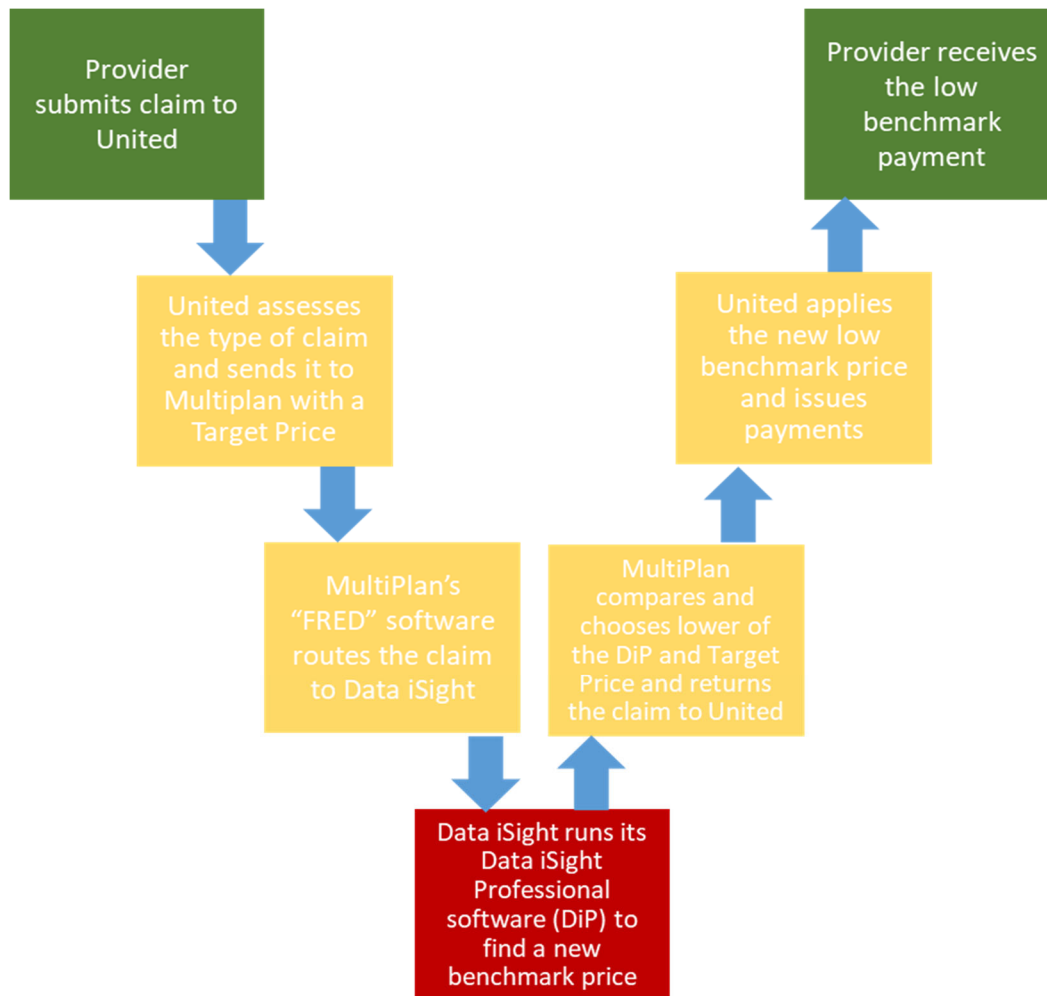 Provider
submits claim to
United
United assesses
the type of claim
and sends it to
Multiplan with a
Target Price
MultiPlan's
“FRED” software
routes the claim
to Data iSight
Data iSight runs its
Data iSight
Professional
software (DiP) to
find a new
benchmark price
MultiPlan
compares and
chooses lower of
the DiP and Target
Price and returns
the claim to United
United applies
the new low
benchmark price
and issues
payments
Provider receives
the low
benchmark
payment